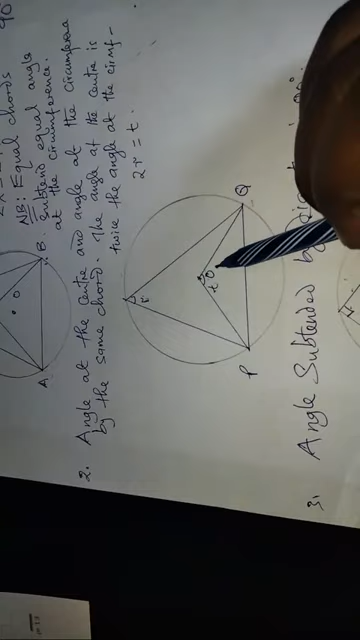 90°
NB: Equal chords
Subtend equal angle
at the circumference.
A
B
O
2. Angle at the centre and angle at the circumference
by the same chord. The angle at the centre is
twice the angle at the circumf-
2r = t.
r
t
O
P
Q
3. Angle Subtended by